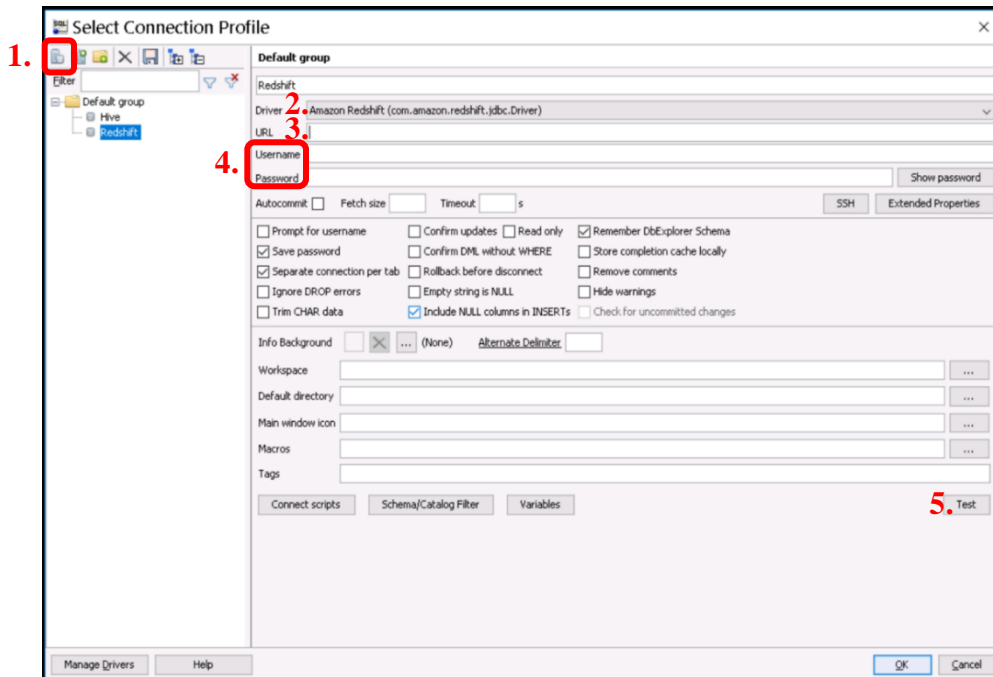 Select Connection Profile
1.
Filter
Default group
Hive
Redshift
Default group
Redshift
Driver 2. Amazon Redshift (com.amazon.redshift.jdbc.Driver)
URL 3.
4. Username
Password Show password
Autocommit Fetch size Timeout s SSH Extended Properties
Prompt for username Confirm updates Read only Remember DbExplorer Schema
Save password Confirm DML without WHERE Store completion cache locally
Separate connection per tab Rollback before disconnect Remove comments
Ignore DROP errors Empty string is NULL Hide warnings
Trim CHAR data Include NULL columns in INSERTs Check for uncommitted changes
Info Background ... (None) Alternate Delimiter
Workspace ...
Default directory ...
Main window icon ...
Macros ...
Tags
Connect scripts Schema/Catalog Filter Variables 5. Test
Manage Drivers Help OK Cancel